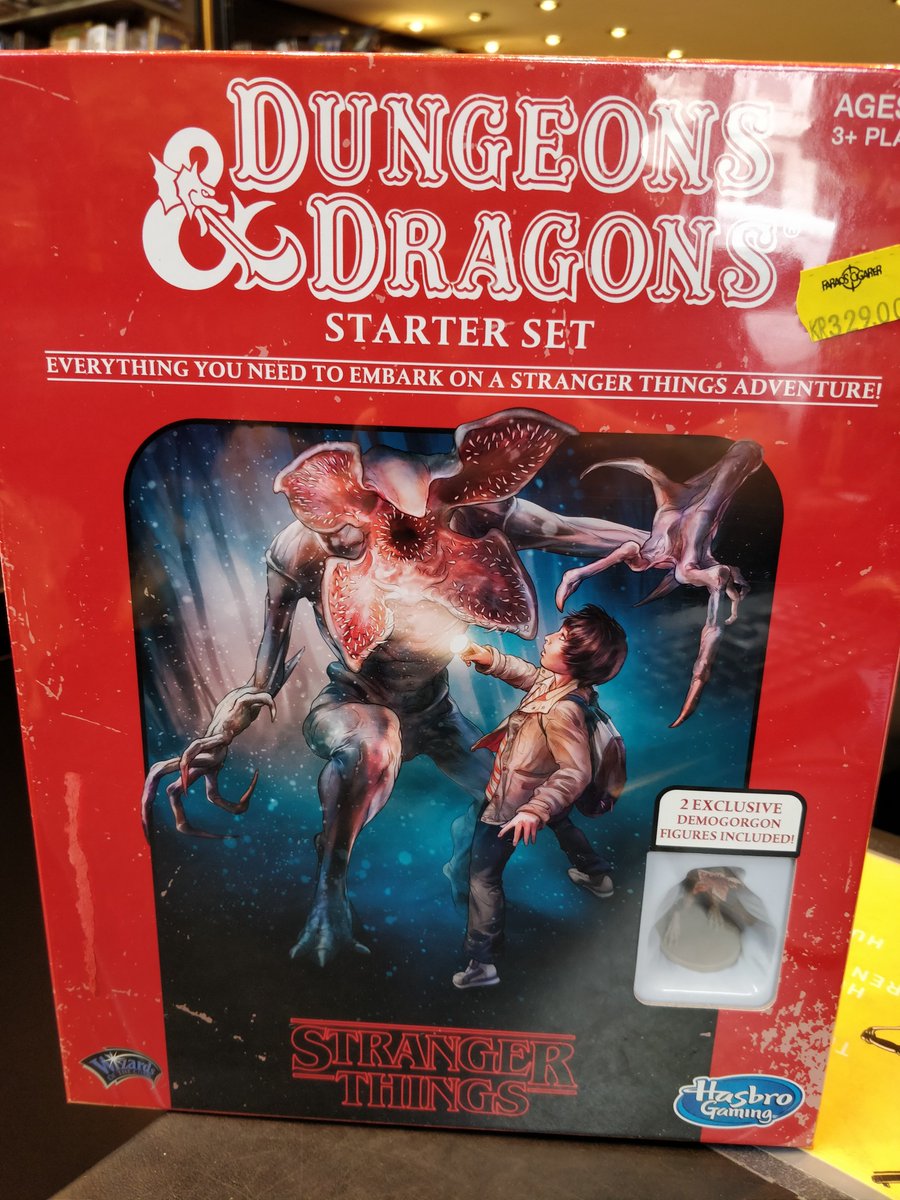 DUNGEONS
& DRAGONS®
STARTER SET
EVERYTHING YOU NEED TO EMBARK ON A STRANGER THINGS ADVENTURE!
AGES
3+
KR329.00
2 EXCLUSIVE
DEMOGORGON
FIGURES INCLUDED!
STRANGER
THINGS
Wizards
Hasbro
Gaming